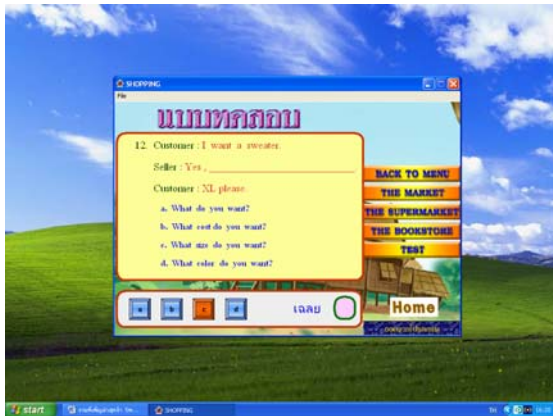 SHOPPING
File
แบบทดสอบ
12. Customer : I want a sweater.
Seller : Yes , ____________________
Customer : XL please.
a. What do you want?
b. What cost do you want?
c. What size do you want?
d. What color do you want?
BACK TO MENU
THE MARKET
THE SUPERMARKET
THE BOOKSTORE
TEST
a b c d
เฉลย
Home
start
SHOPPING
TH